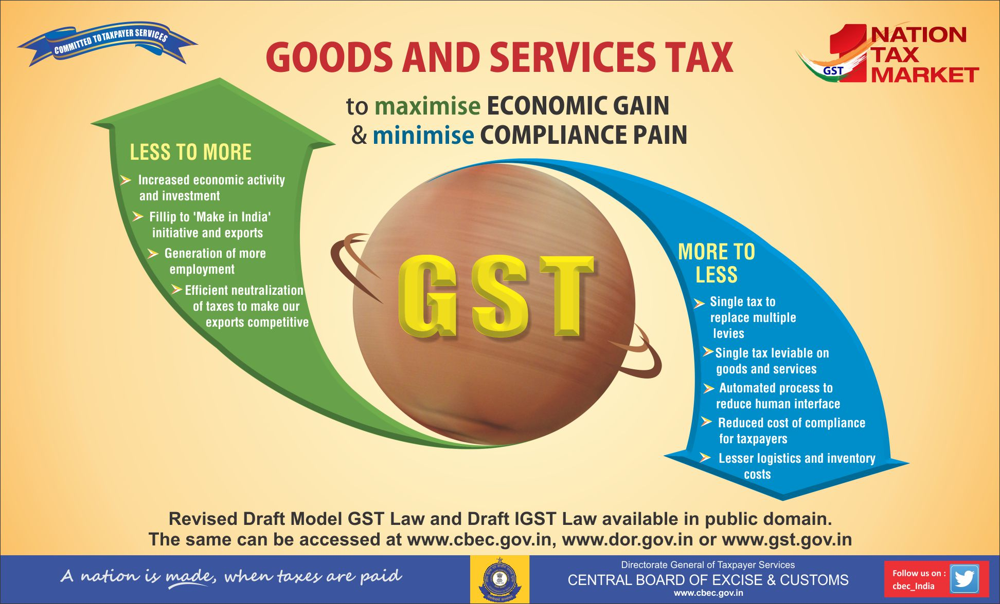 COMMITTED TO TAXPAYER SERVICES
GOODS AND SERVICES TAX
to maximise ECONOMIC GAIN
& minimise COMPLIANCE PAIN
1 NATION
TAX
MARKET
GST
LESS TO MORE
Increased economic activity
and investment
Fillip to 'Make in India'
initiative and exports
Generation of more
employment
Efficient neutralization
of taxes to make our
exports competitive
GST
MORE TO
LESS
Single tax to
replace multiple
levies
Single tax leviable on
goods and services
Automated process to
reduce human interface
Reduced cost of compliance
for taxpayers
Lesser logistics and inventory
costs
Revised Draft Model GST Law and Draft IGST Law available in public domain.
The same can be accessed at www.cbec.gov.in, www.dor.gov.in or www.gst.gov.in
A nation is made, when taxes are paid
Directorate General of Taxpayer Services
CENTRAL BOARD OF EXCISE & CUSTOMS
www.cbec.gov.in
Follow us on :
cbec_India